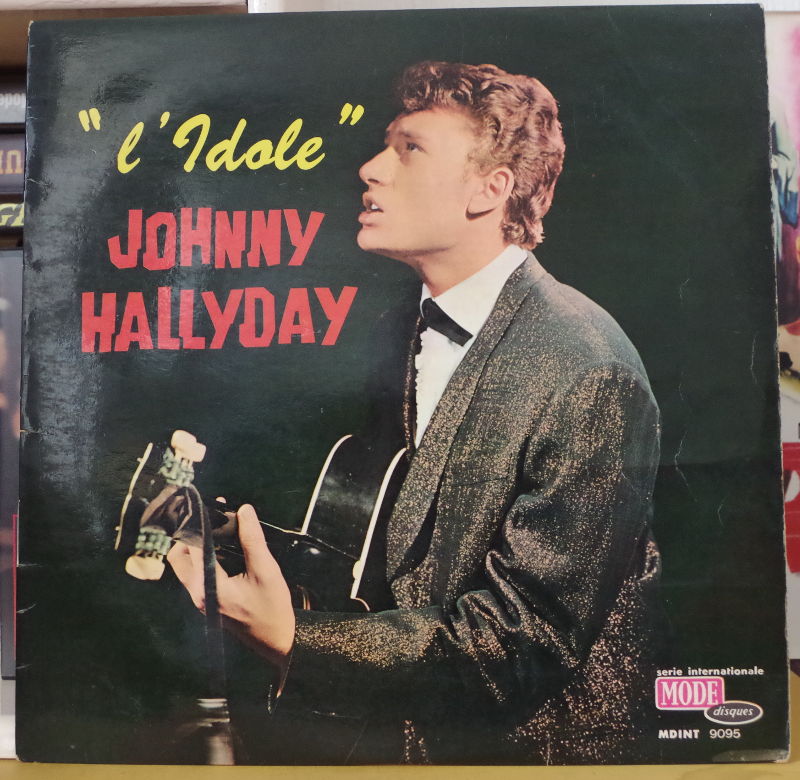 "l'Idole"
JOHNNY
HALLYDAY
serie internationale
MODE
disques
MDINT 9095